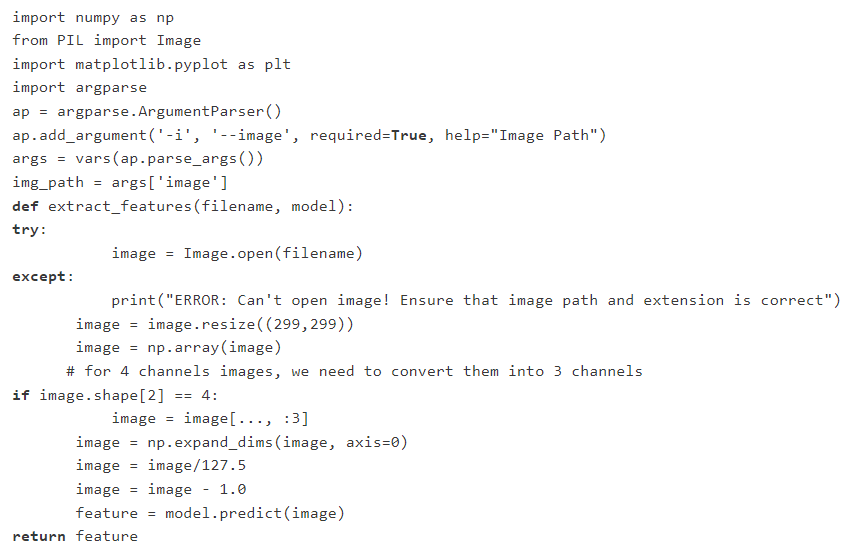 import numpy as np
from PIL import Image
import matplotlib.pyplot as plt
import argparse
ap = argparse.ArgumentParser()
ap.add_argument('-i', '--image', required=True, help="Image Path")
args = vars(ap.parse_args())
img_path = args['image']
def extract_features(filename, model):
try:
           image = Image.open(filename)
except:
           print("ERROR: Can't open image! Ensure that image path and extension is correct")
       image = image.resize((299,299))
       image = np.array(image)
      # for 4 channels images, we need to convert them into 3 channels
if image.shape[2] == 4:
           image = image[..., :3]
       image = np.expand_dims(image, axis=0)
       image = image/127.5
       image = image - 1.0
       feature = model.predict(image)
return feature